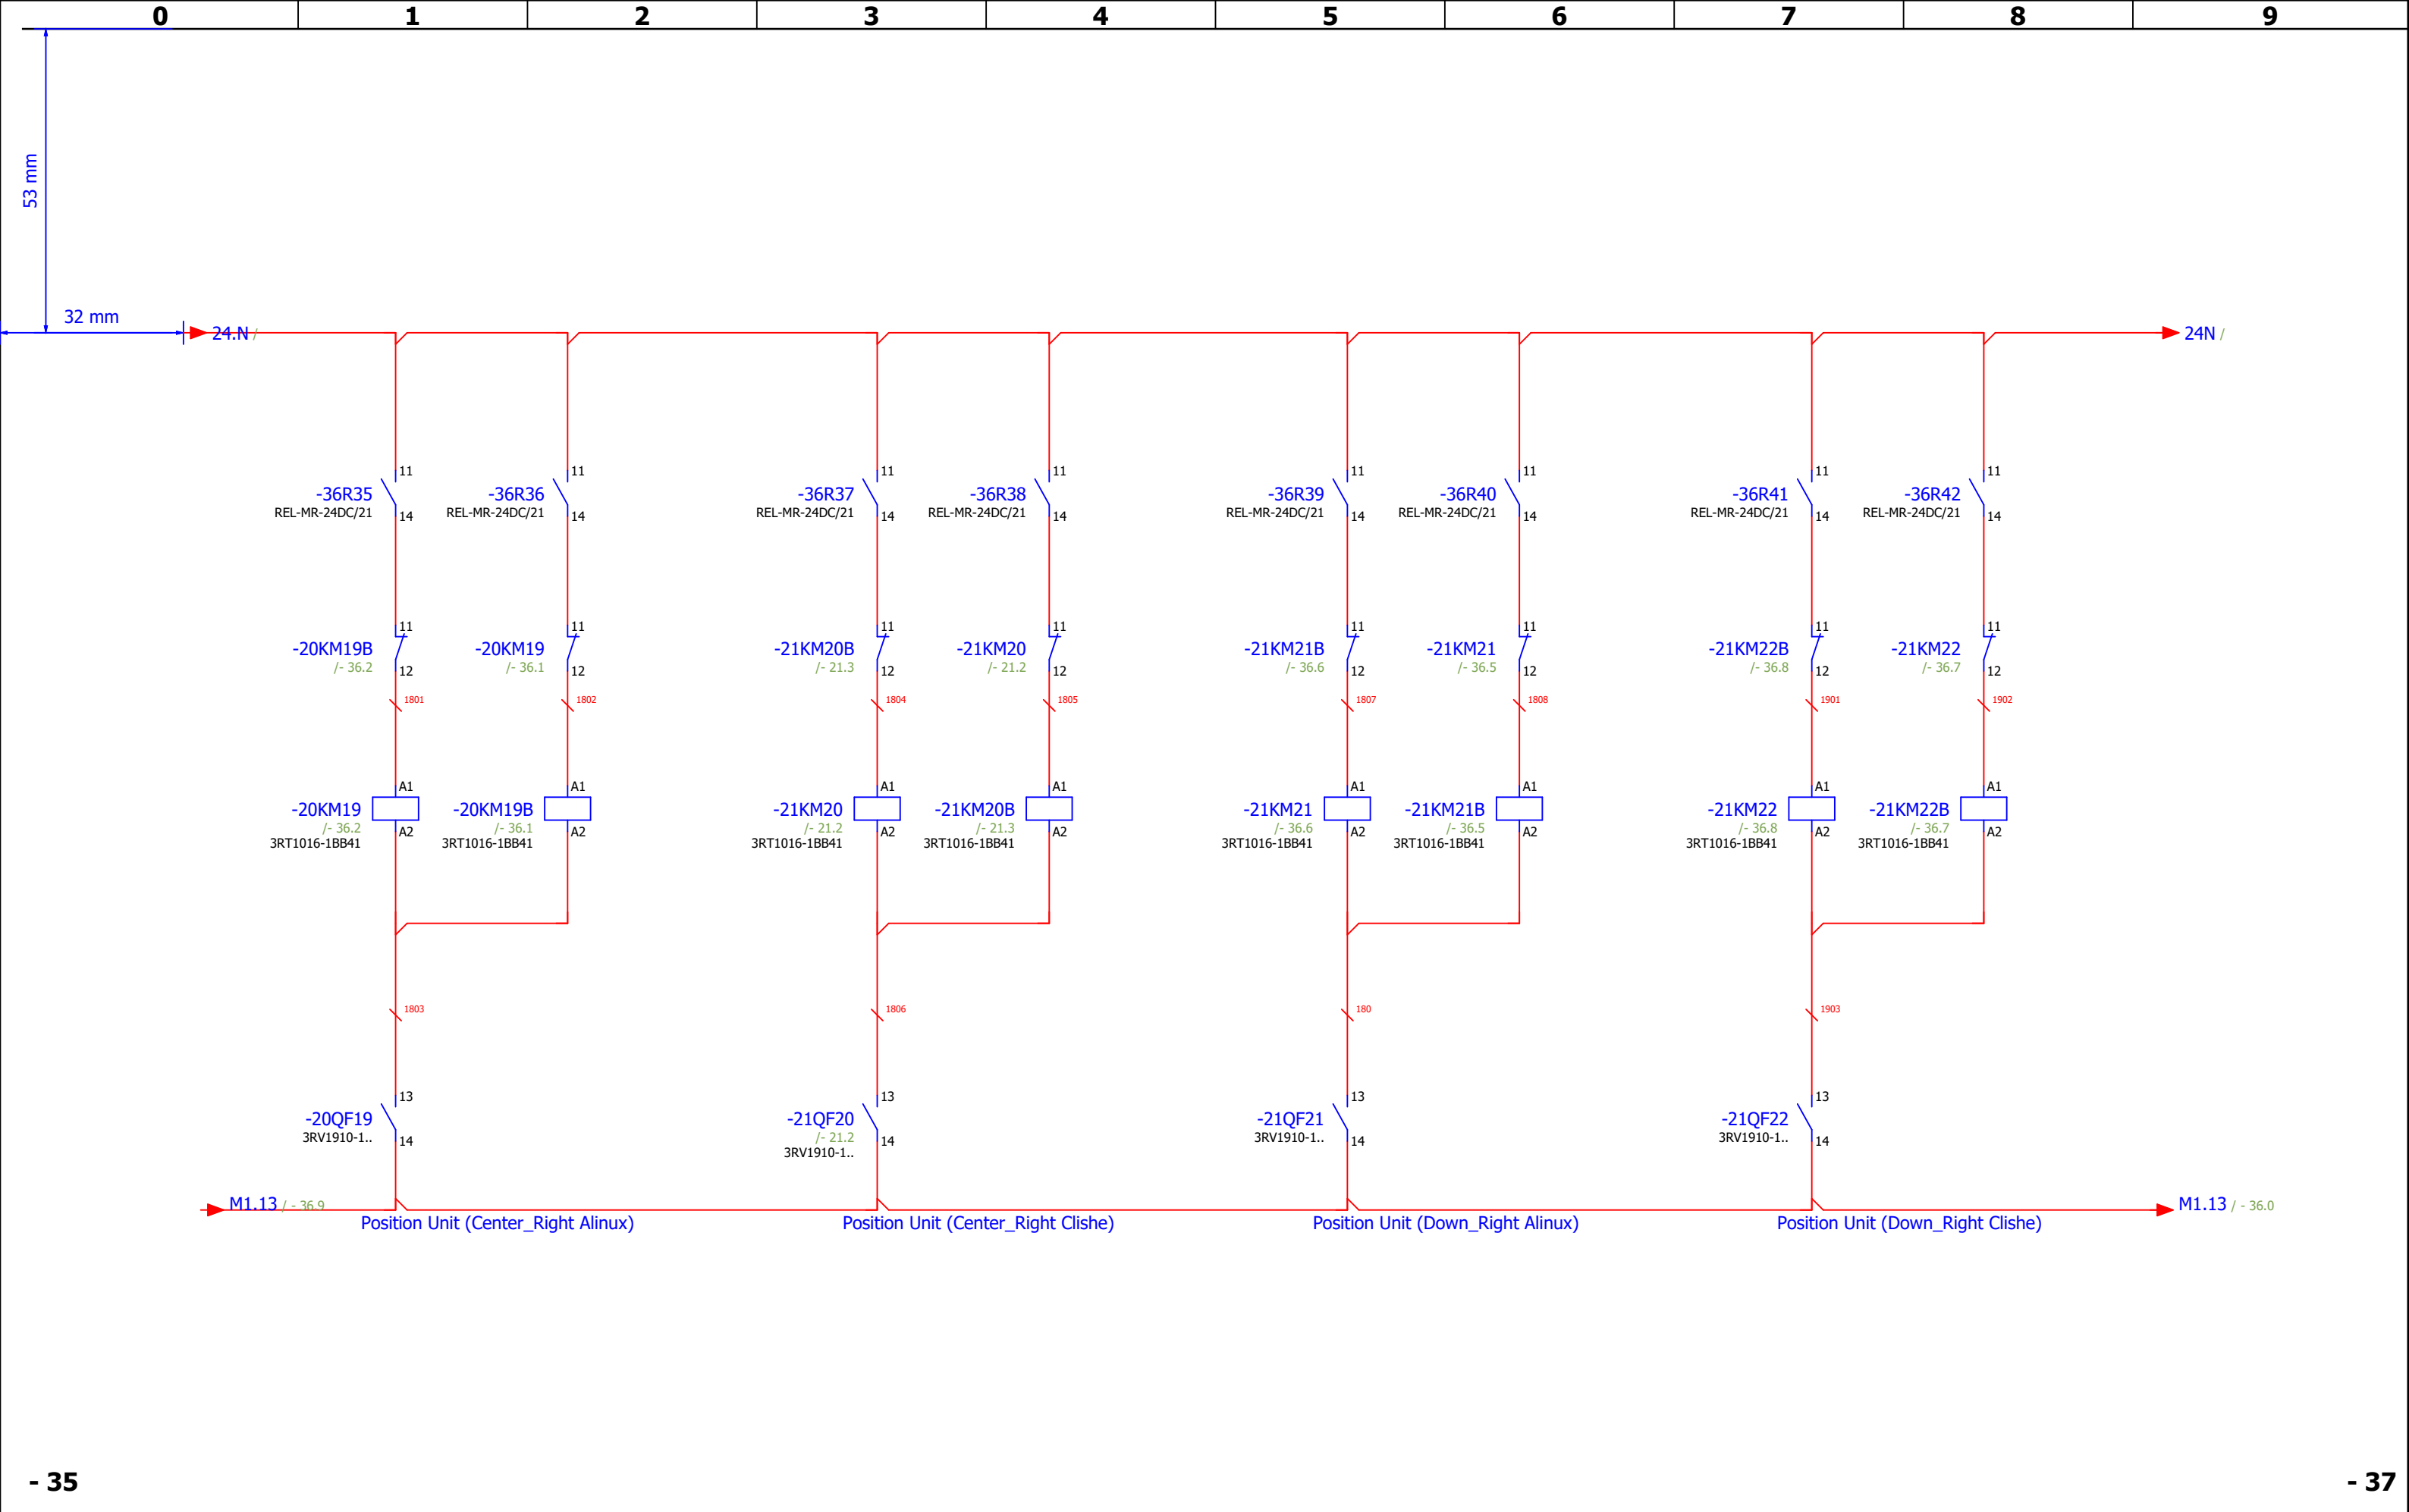 0 1 2 3 4 5 6 7 8 9
53 mm
32 mm
24.N / 24N /
11 11 11 11 11 11 11 11
-36R35 -36R36 -36R37 -36R38 -36R39 -36R40 -36R41 -36R42
REL-MR-24DC/21 REL-MR-24DC/21 REL-MR-24DC/21 REL-MR-24DC/21 REL-MR-24DC/21 REL-MR-24DC/21 REL-MR-24DC/21 REL-MR-24DC/21
14 14 14 14 14 14 14 14
11 11 11 11 11 11 11 11
-20KM19B -20KM19 -21KM20B -21KM20 -21KM21B -21KM21 -21KM22B -21KM22
/- 36.2 /- 36.1 /- 21.3 /- 21.2 /- 36.6 /- 36.5 /- 36.8 /- 36.7
12 12 12 12 12 12 12 12
1801 1802 1804 1805 1807 1808 1901 1902
A1 A1 A1 A1 A1 A1 A1 A1
-20KM19 -20KM19B -21KM20 -21KM20B -21KM21 -21KM21B -21KM22 -21KM22B
/- 36.2 /- 36.1 /- 21.2 /- 21.3 /- 36.6 /- 36.5 /- 36.8 /- 36.7
A2 A2 A2 A2 A2 A2 A2 A2
3RT1016-1BB41 3RT1016-1BB41 3RT1016-1BB41 3RT1016-1BB41 3RT1016-1BB41 3RT1016-1BB41 3RT1016-1BB41 3RT1016-1BB41
1803 1806 180 1903
13 13 13 13
-20QF19 -21QF20 -21QF21 -21QF22
3RV1910-1.. /- 21.2 3RV1910-1.. 3RV1910-1..
14 14 14 14
3RV1910-1..
M1.13 / - 36.9 M1.13 / - 36.0
Position Unit (Center_Right Alinux) Position Unit (Center_Right Clishe) Position Unit (Down_Right Alinux) Position Unit (Down_Right Clishe)
- 35 - 37